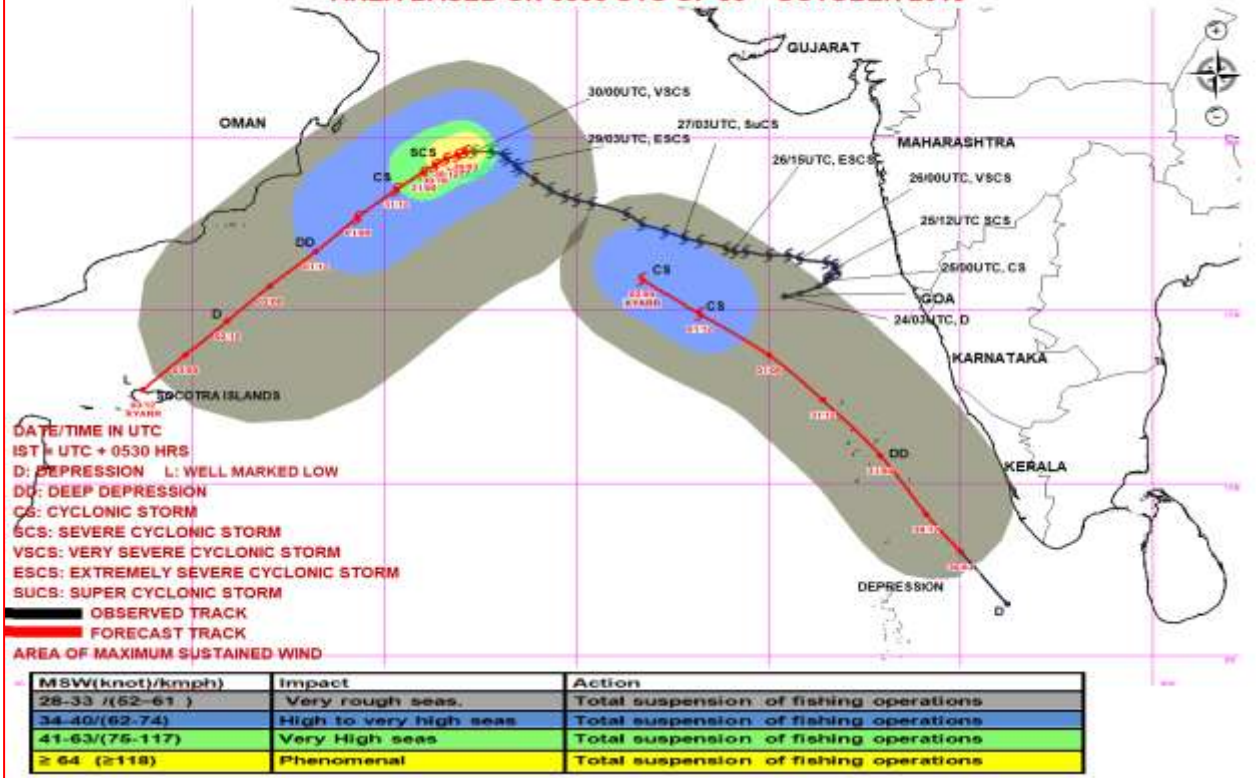 GUJARAT
30/00UTC, VSCS
OMAN
27/03UTC, SuCS
29/03UTC, ESCS
MAHARASHTRA
SCS
26/15UTC, ESCS
CS
26/00UTC, VSCS
25/12UTC SCS
DD
CS
25/00UTC, CS
GOA
KYARR
CS
D
24/03UTC, D
KARNATAKA
L
SOCOTRA ISLANDS
KYARR
DATE/TIME IN UTC
IST = UTC + 0530 HRS
D: DEPRESSION L: WELL MARKED LOW
DD
KERALA
DD: DEEP DEPRESSION
CS: CYCLONIC STORM
SCS: SEVERE CYCLONIC STORM
VSCS: VERY SEVERE CYCLONIC STORM
ESCS: EXTREMELY SEVERE CYCLONIC STORM
DEPRESSION
SUCS: SUPER CYCLONIC STORM
D
OBSERVED TRACK
FORECAST TRACK
AREA OF MAXIMUM SUSTAINED WIND
MSW(knot)/kmph) Impact Action
28-33 /(52-61 ) Very rough seas. Total suspension of fishing operations
34-40/(62-74) High to very high seas Total suspension of fishing operations
41-63/(75-117) Very High seas Total suspension of fishing operations
≥ 64 (≥118) Phenomenal Total suspension of fishing operations